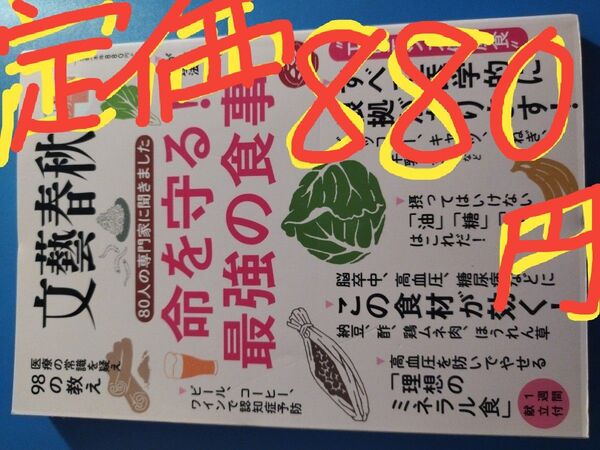 定価880円
文藝春秋
80人の専門家に聞きました
命を守る!
最強の食事
医療の常識を疑え
98の教え
ビール、コーヒー、
ワインで認知症予防
摂ってはいけない
「油」「糖」
はこれだ!
脳卒中、高血圧、糖尿病などに
この食材が効く!
納豆、酢、鶏ムネ肉、ほうれん草
高血圧を防いでやせる
「理想の
ミネラル食」
1週間
献立付